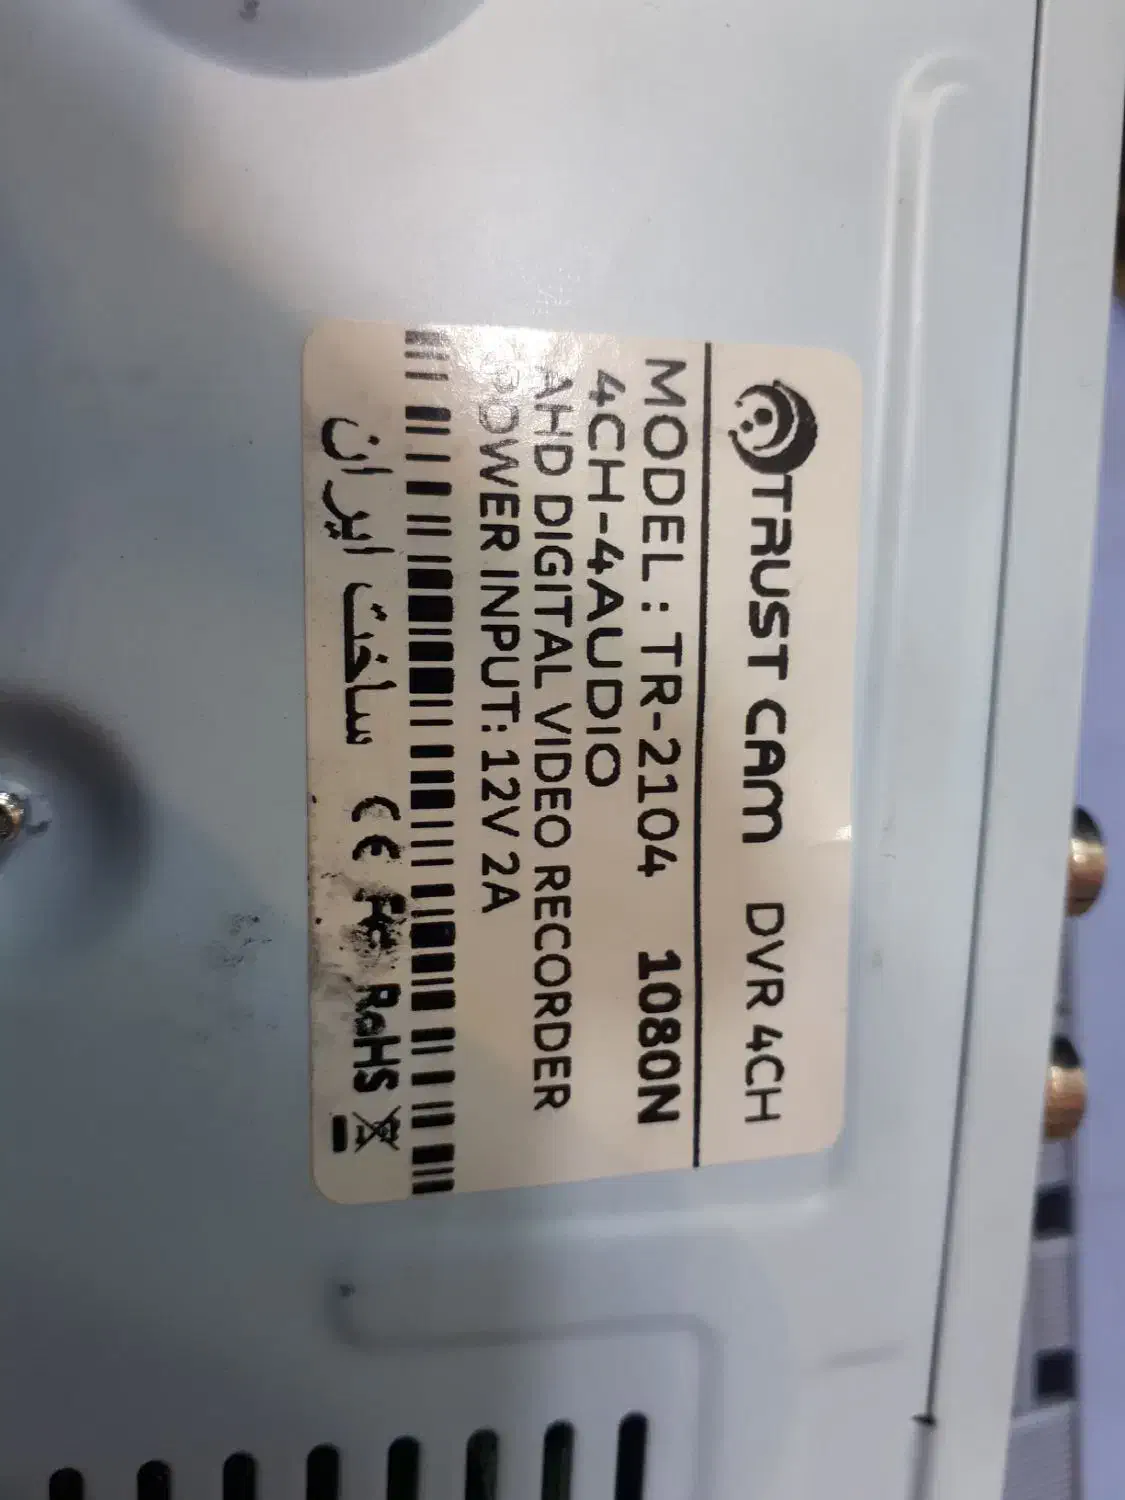 TRUST CAM DVR 4CH
MODEL : TR-2104 1080N
4CH-4AUDIO
AHD DIGITAL VIDEO RECORDER
POWER INPUT: 12V 2A
ساخت ایران CE FC RoHS